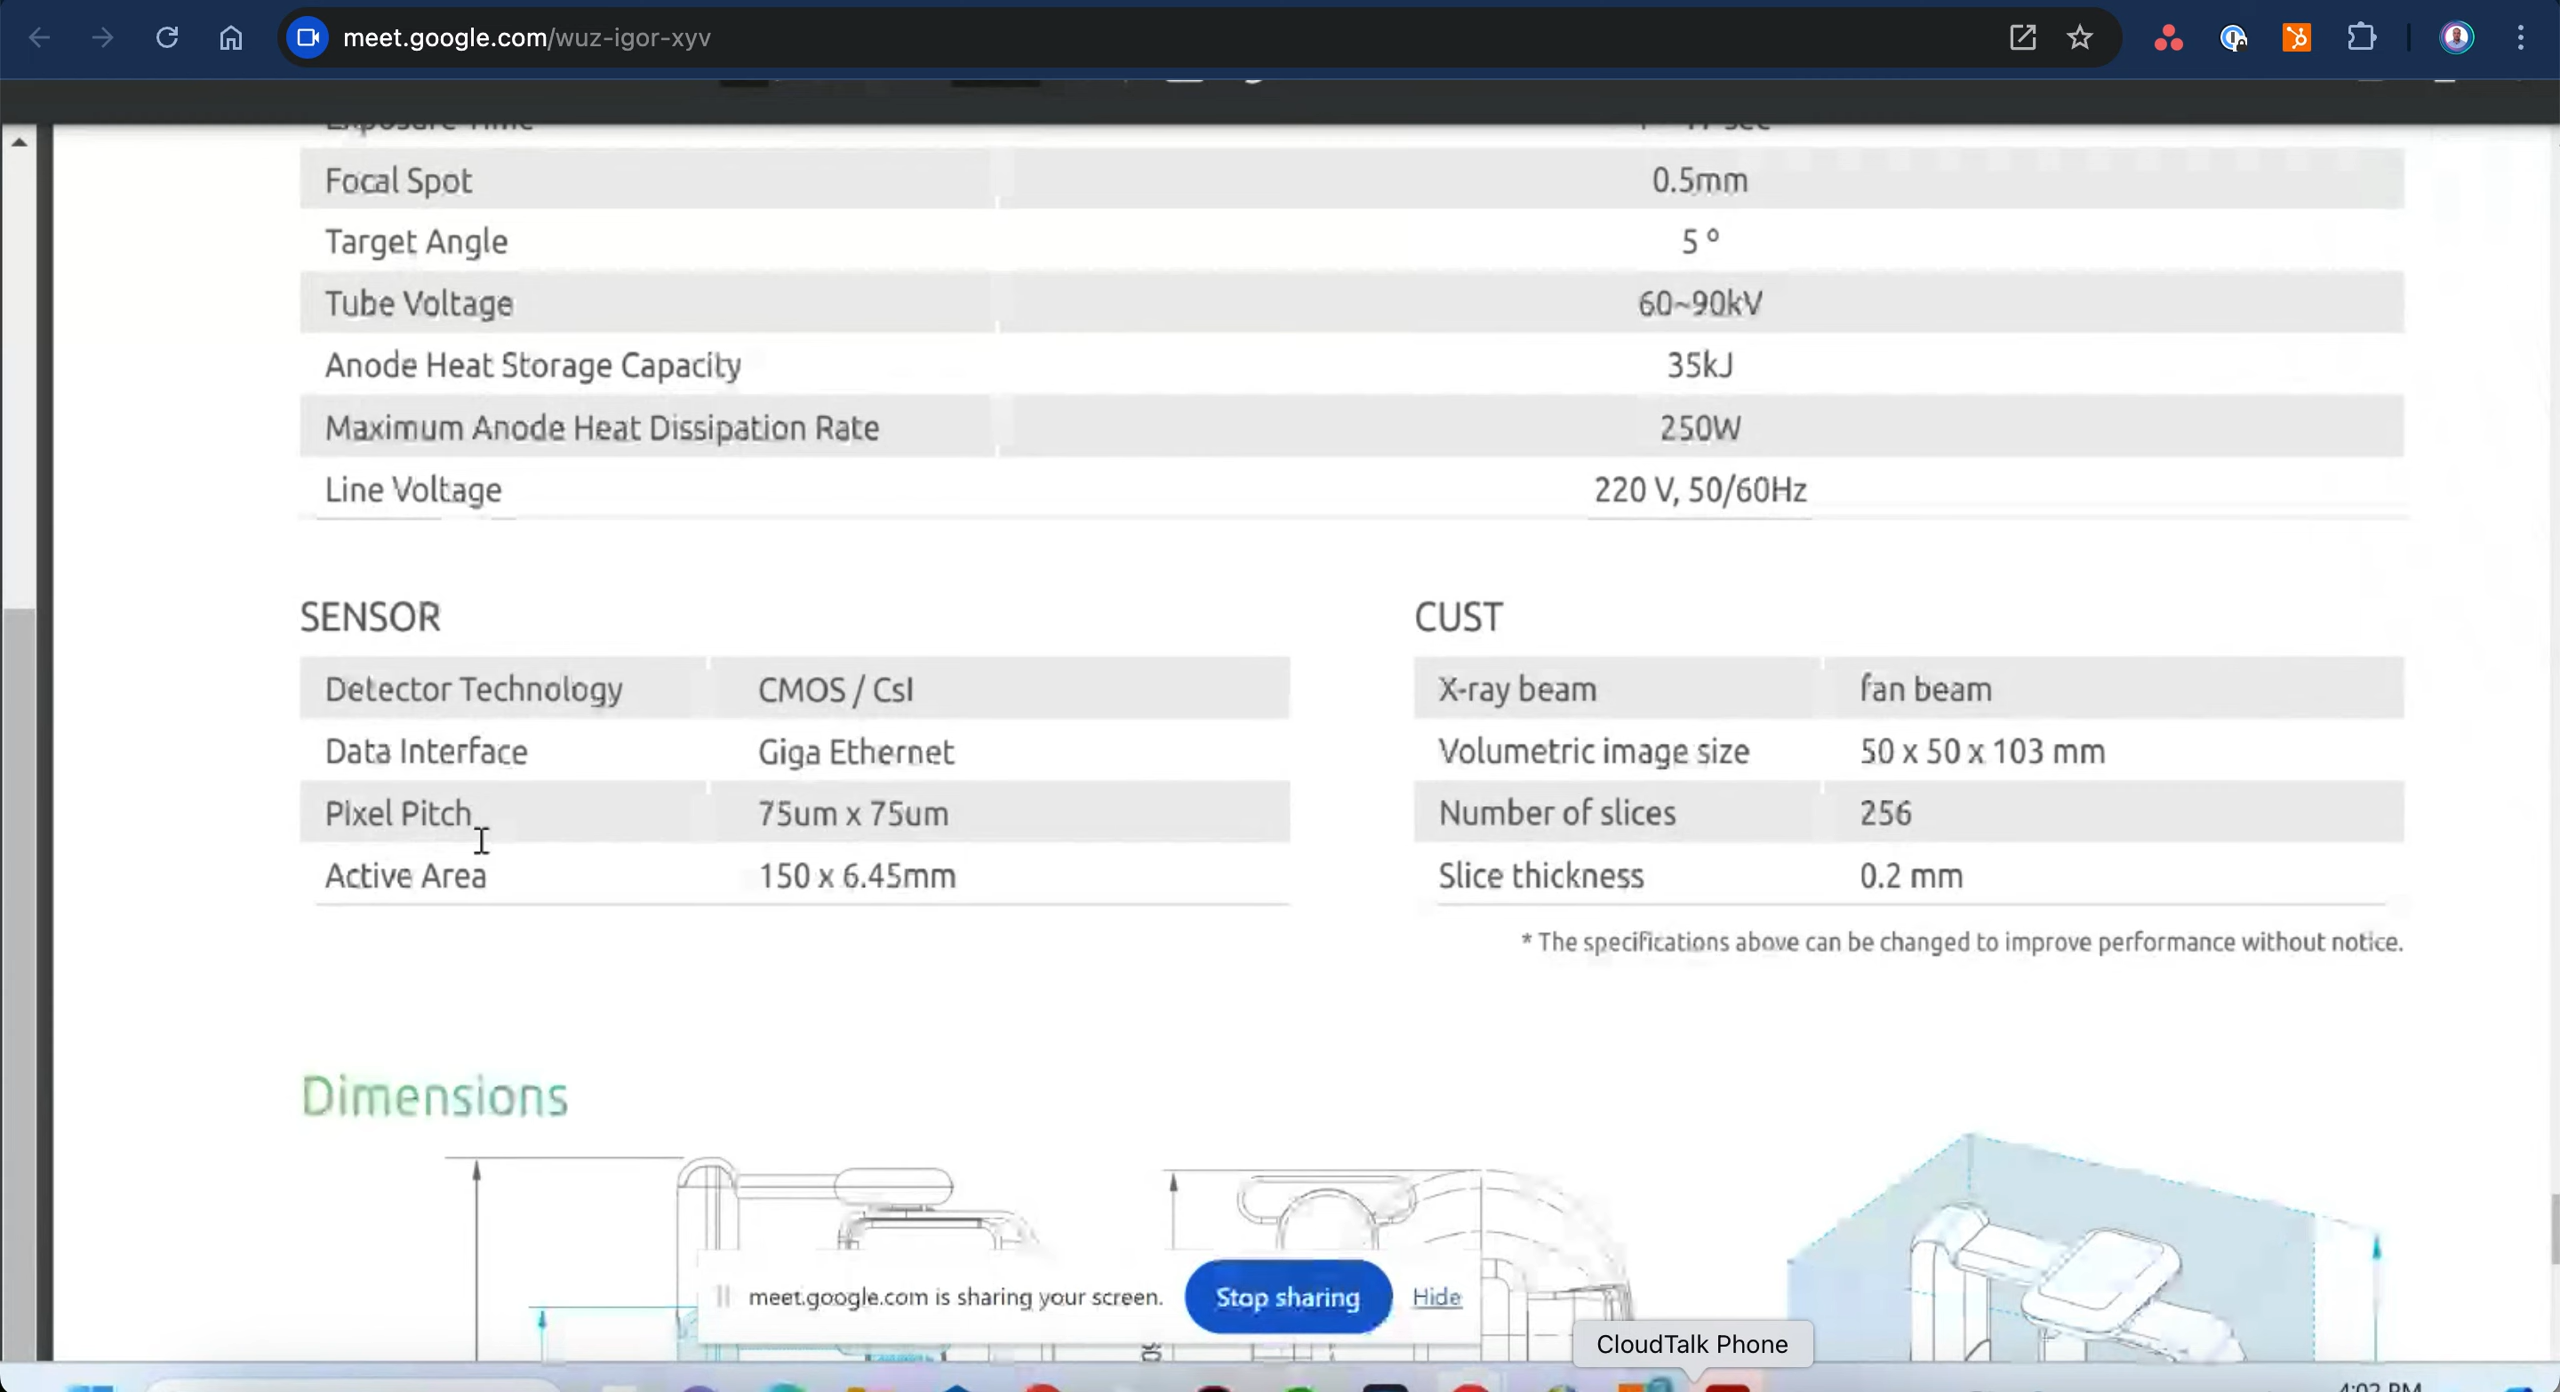 meet.google.com/wuz-igor-xyv
Exposure Time
Focal Spot 0.5mm
Target Angle 5 º
Tube Voltage 60~90kV
Anode Heat Storage Capacity 35kJ
Maximum Anode Heat Dissipation Rate 250W
Line Voltage 220 V, 50/60Hz
SENSOR
Detector Technology CMOS / CsI
Data Interface Giga Ethernet
Pixel Pitch 75um x 75um
Active Area 150 x 6.45mm
CUST
X-ray beam fan beam
Volumetric image size 50 x 50 x 103 mm
Number of slices 256
Slice thickness 0.2 mm
* The specifications above can be changed to improve performance without notice.
Dimensions
meet.google.com is sharing your screen. Stop sharing Hide
CloudTalk Phone
4:02 PM